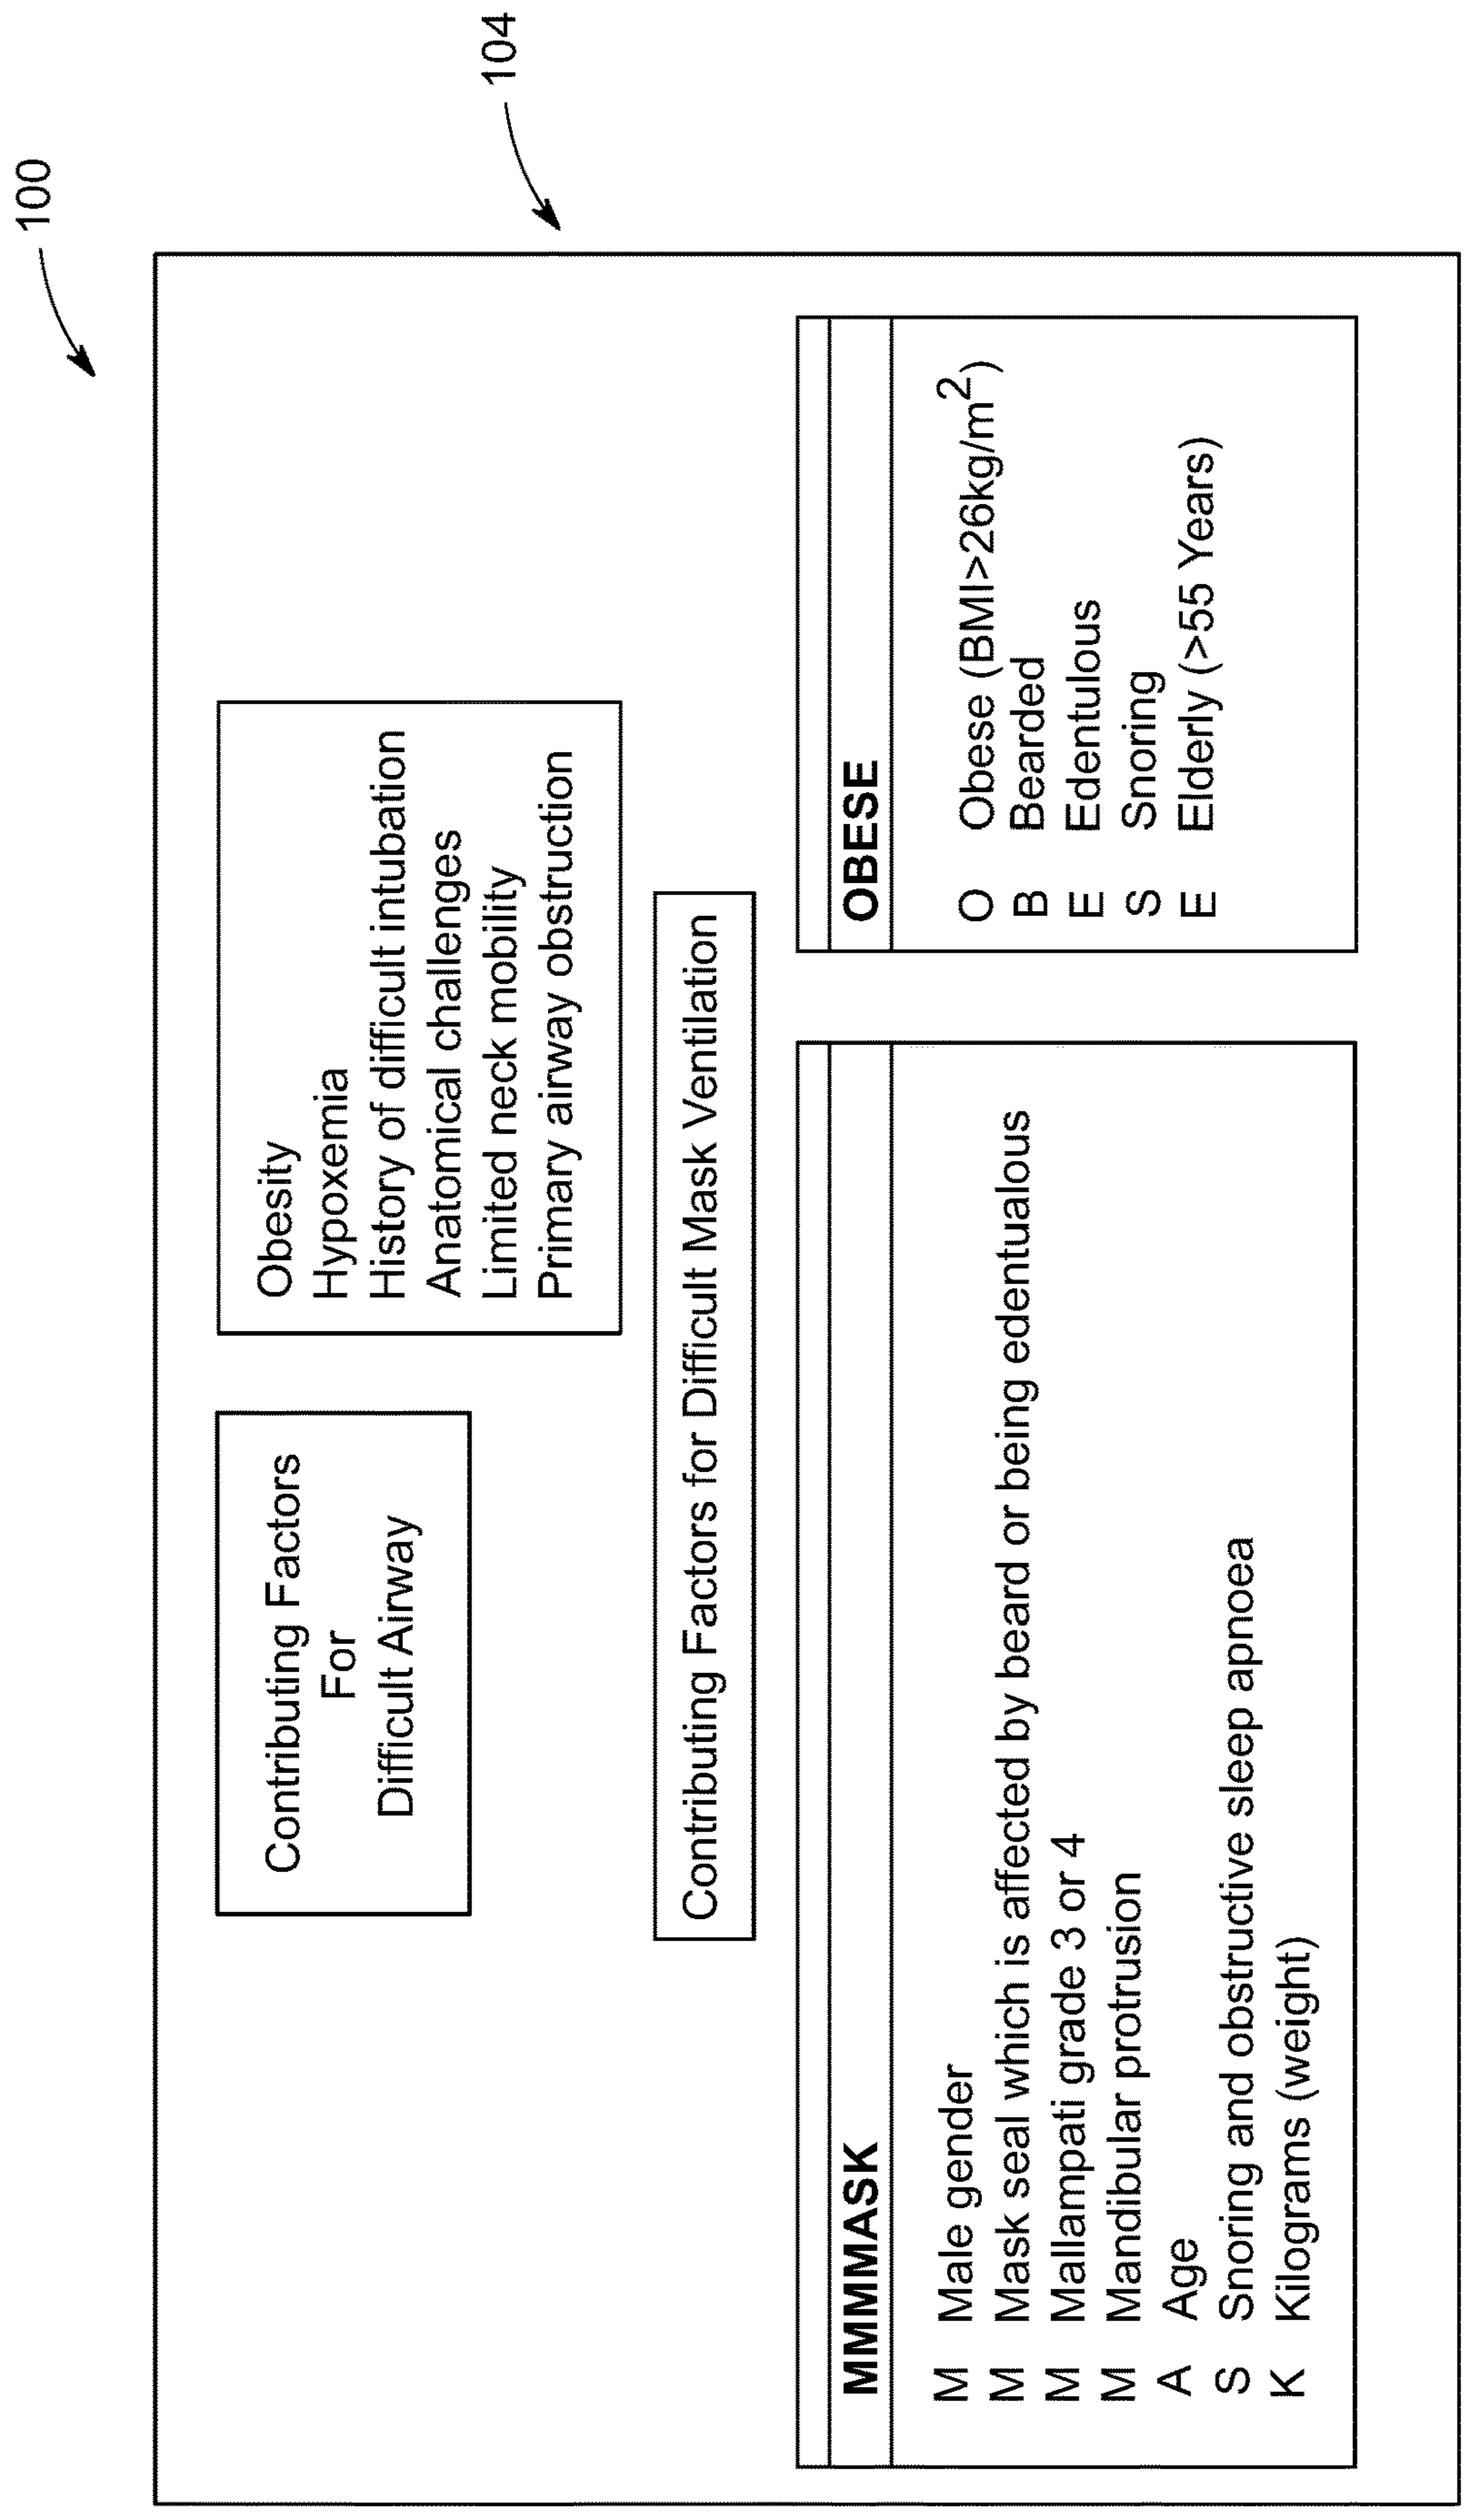 100
104
Contributing Factors
For
Difficult Airway
Obesity
Hypoxemia
History of difficult intubation
Anatomical challenges
Limited neck mobility
Primary airway obstruction
Contributing Factors for Difficult Mask Ventilation
MMMMASK
M Male gender
M Mask seal which is affected by beard or being edentualous
M Mallampati grade 3 or 4
M Mandibular protrusion
A Age
S Snoring and obstructive sleep apnoea
K Kilograms (weight)
OBESE
O Obese (BMI>26kg/m²)
B Bearded
E Edentulous
S Snoring
E Elderly (>55 Years)